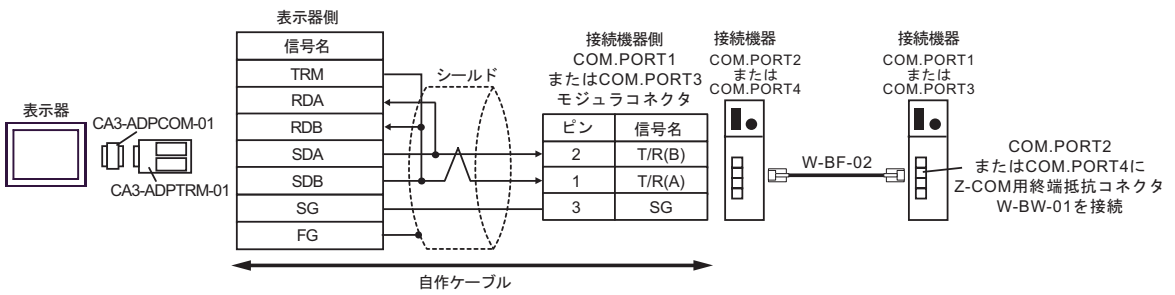 表示器
CA3-ADPCOM-01
CA3-ADPTRM-01
表示器側
信号名
TRM
RDA
RDB
SDA
SDB
SG
FG
シールド
自作ケーブル
接続機器側
COM.PORT1
またはCOM.PORT3
モジュラコネクタ
ピン 信号名
2 T/R(B)
1 T/R(A)
3 SG
接続機器
COM.PORT2
または
COM.PORT4
W-BF-02
接続機器
COM.PORT1
または
COM.PORT3
COM.PORT2
またはCOM.PORT4に
Z-COM用終端抵抗コネクタ
W-BW-01を接続